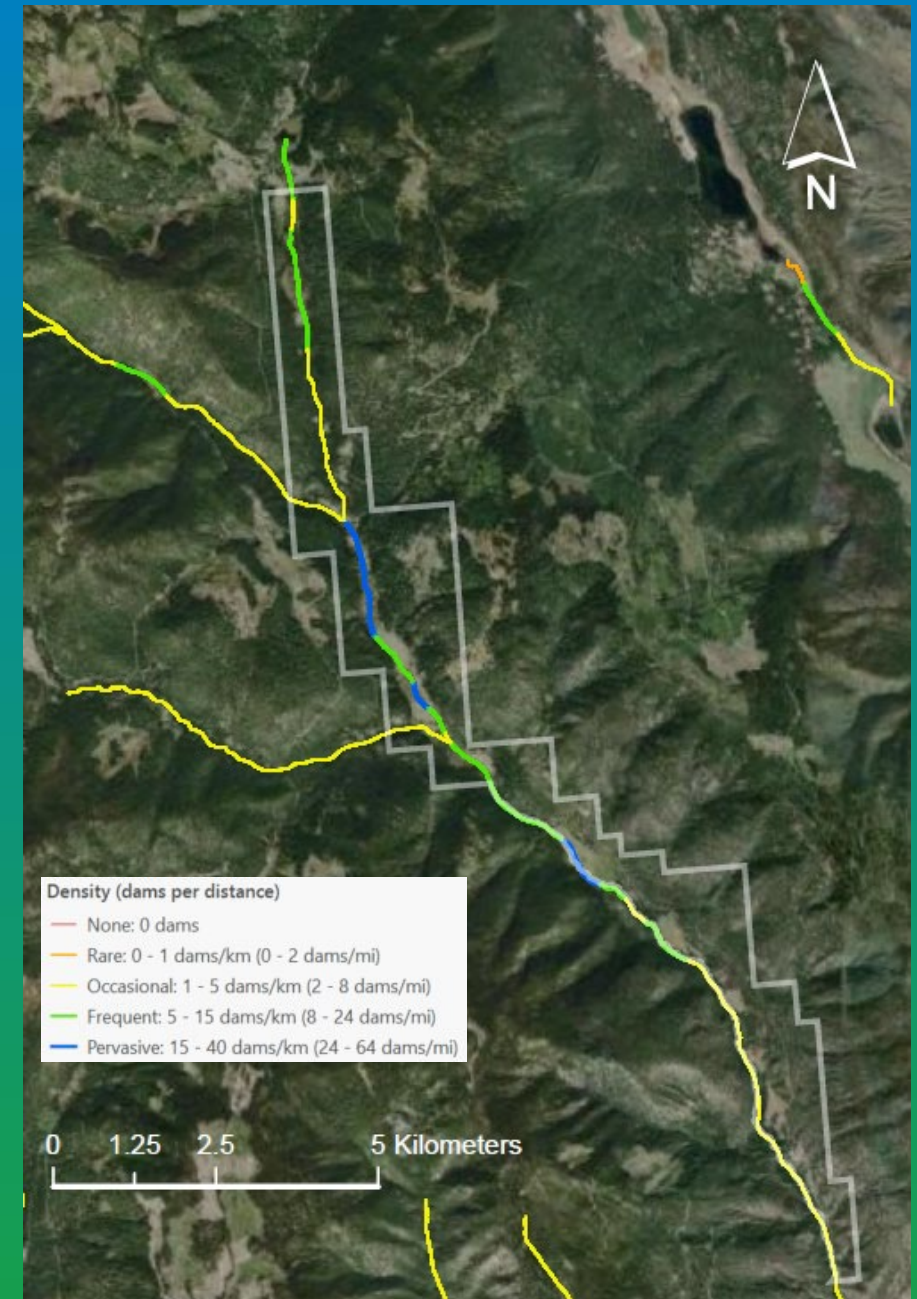 N
Density (dams per distance)
None: 0 dams
Rare: 0 - 1 dams/km (0 - 2 dams/mi)
Occasional: 1 - 5 dams/km (2 - 8 dams/mi)
Frequent: 5 - 15 dams/km (8 - 24 dams/mi)
Pervasive: 15 - 40 dams/km (24 - 64 dams/mi)
0 1.25 2.5 5 Kilometers